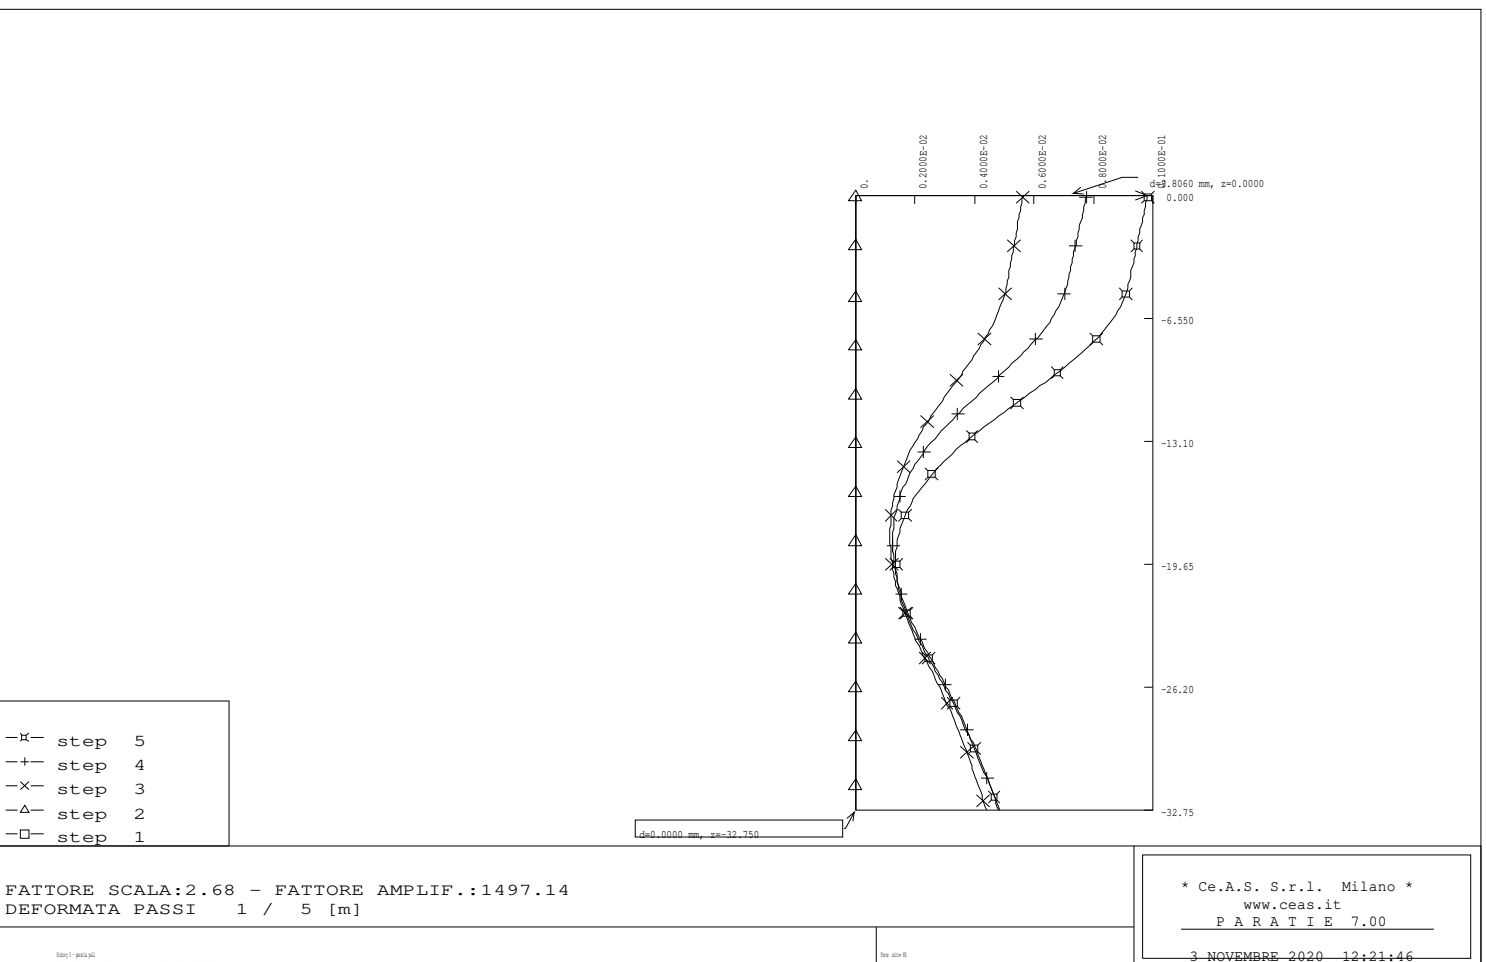 0.
0.2000E-02
0.4000E-02
0.6000E-02
0.8000E-02
0.1000E-01
mm, z=0.0000
0.000
-6.550
-13.10
-19.65
-26.20
-32.75
d=0.0000 mm, z=-32.750
step 5
step 4
step 3
step 2
step 1
FATTORE SCALA:2.68 - FATTORE AMPLIF.:1497.14
DEFORMATA PASSI 1 / 5 [m]
* Ce.A.S. S.r.l. Milano *
www.ceas.it
P A R A T I E 7.00
3 NOVEMBRE 2020 12:21:46